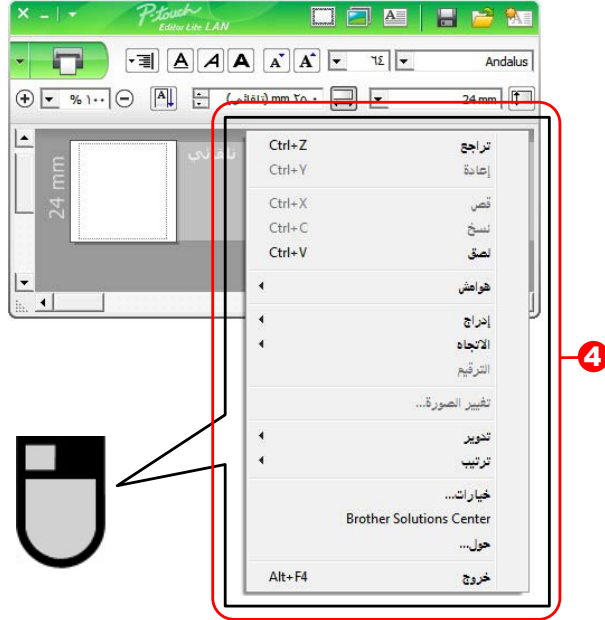 P-touch
Editor Lite LAN
Andalus
٦٤
24 mm
٢٥.٠ mm (تلقائي)
١٠٠ %
24 mm
تلقائي
تراجع Ctrl+Z
إعادة Ctrl+Y
قص Ctrl+X
نسخ Ctrl+C
لصق Ctrl+V
هوامش
إدراج
الاتجاه
الترقيم
تغيير الصورة...
تدوير
ترتيب
خيارات...
Brother Solutions Center
حول...
خروج Alt+F4
4